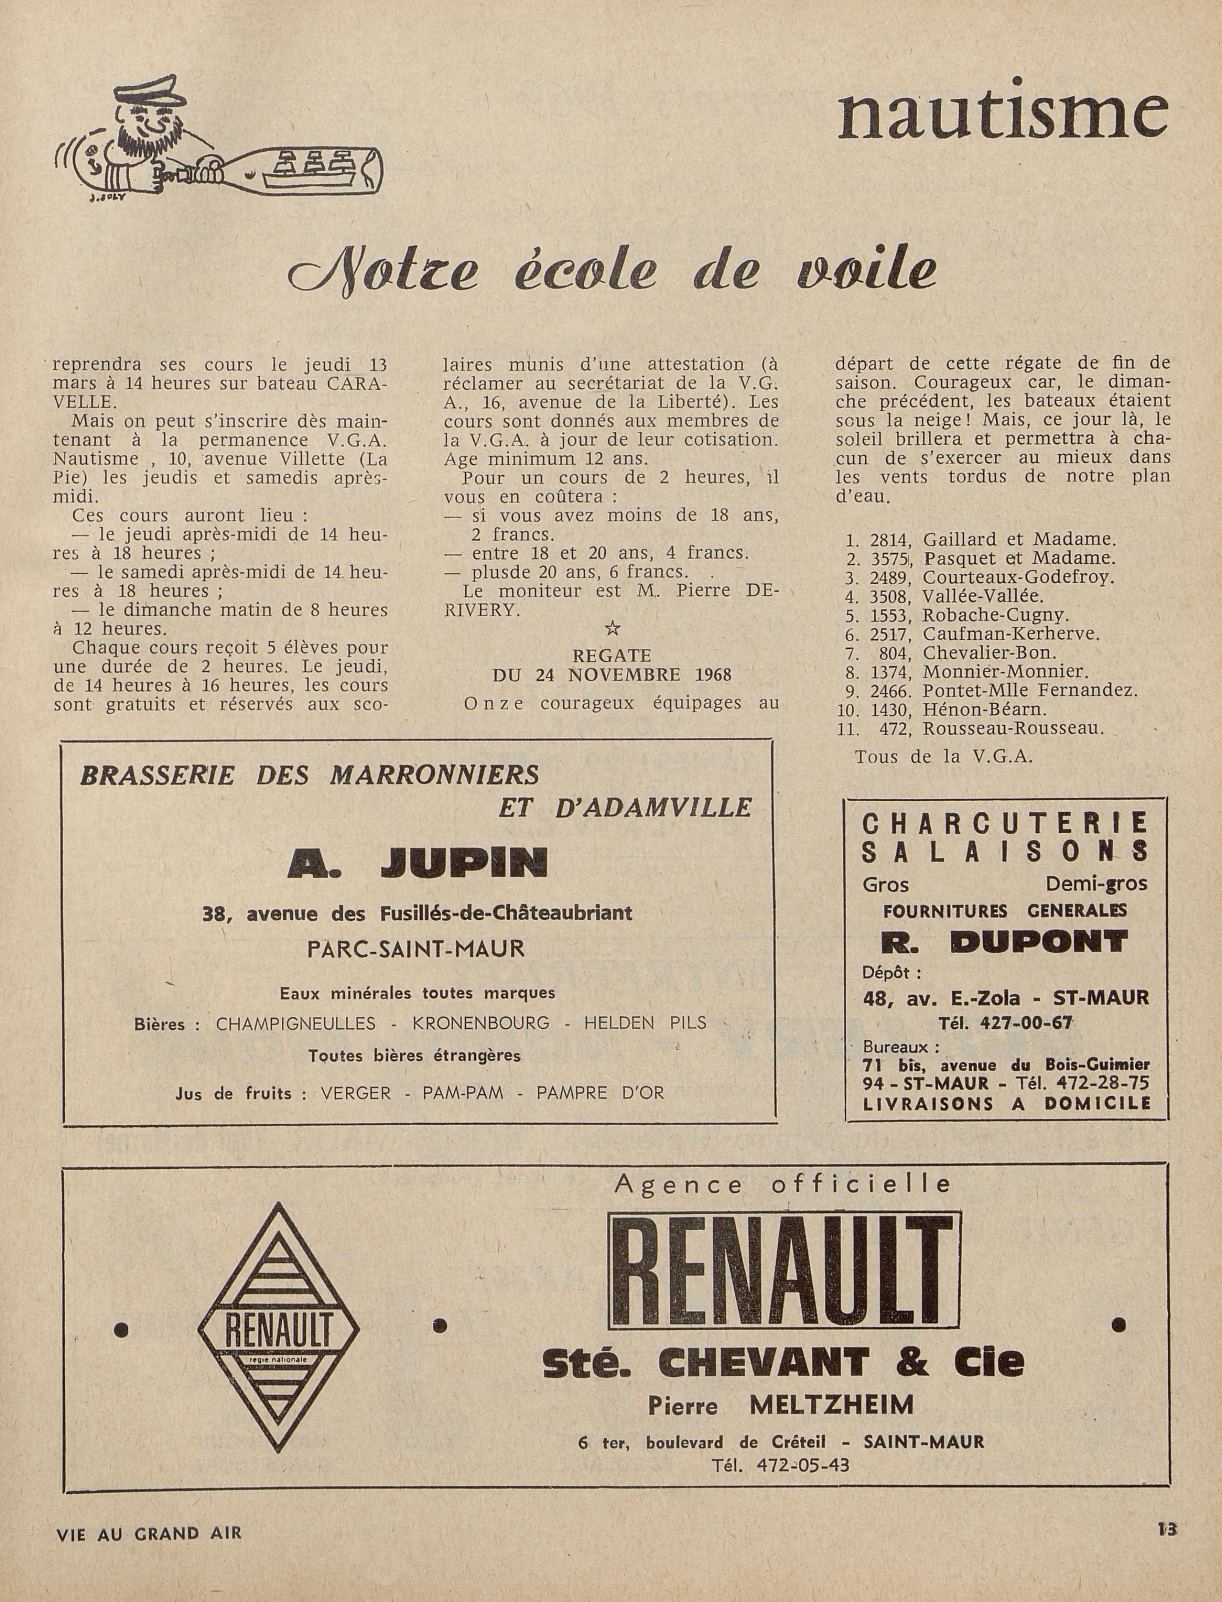 nautisme
J. JOLY
Notre école de voile
reprendra ses cours le jeudi 13
mars à 14 heures sur bateau CARA-
VELLE.
Mais on peut s'inscrire dès main-
tenant à la permanence V.G.A.
Nautisme , 10, avenue Villette (La
Pie) les jeudis et samedis après-
midi.
Ces cours auront lieu :
— le jeudi après-midi de 14 heu-
res à 18 heures ;
— le samedi après-midi de 14 heu-
res à 18 heures ;
— le dimanche matin de 8 heures
à 12 heures.
Chaque cours reçoit 5 élèves pour
une durée de 2 heures. Le jeudi,
de 14 heures à 16 heures, les cours
sont gratuits et réservés aux sco-
laires munis d'une attestation (à
réclamer au secrétariat de la V.G.
A., 16, avenue de la Liberté). Les
cours sont donnés aux membres de
la V.G.A. à jour de leur cotisation.
Age minimum 12 ans.
Pour un cours de 2 heures, il
vous en coûtera :
— si vous avez moins de 18 ans,
2 francs.
— entre 18 et 20 ans, 4 francs.
— plusde 20 ans, 6 francs.
Le moniteur est M. Pierre DE-
RIVERY.
☆
REGATE
DU 24 NOVEMBRE 1968
Onze courageux équipages au
départ de cette régate de fin de
saison. Courageux car, le diman-
che précédent, les bateaux étaient
sous la neige! Mais, ce jour là, le
soleil brillera et permettra à cha-
cun de s'exercer au mieux dans
les vents tordus de notre plan
d'eau.
1. 2814, Gaillard et Madame.
2. 3575, Pasquet et Madame.
3. 2489, Courteaux-Godefroy.
4. 3508, Vallée-Vallée.
5. 1553, Robache-Cugny.
6. 2517, Caufman-Kerherve.
7. 804, Chevalier-Bon.
8. 1374, Monnier-Monnier.
9. 2466. Pontet-Mlle Fernandez.
10. 1430, Hénon-Béarn.
11. 472, Rousseau-Rousseau.
Tous de la V.G.A.
BRASSERIE DES MARRONNIERS
ET D'ADAMVILLE
A. JUPIN
38, avenue des Fusillés-de-Châteaubriant
PARC-SAINT-MAUR
Eaux minérales toutes marques
Bières : CHAMPIGNEULLES - KRONENBOURG - HELDEN PILS
Toutes bières étrangères
Jus de fruits : VERGER - PAM-PAM - PAMPRE D'OR
CHARCUTERIE
SALAISONS
Gros Demi-gros
FOURNITURES GENERALES
R. DUPONT
Dépôt :
48, av. E.-Zola - ST-MAUR
Tél. 427-00-67
Bureaux :
71 bis, avenue du Bois-Guimier
94 - ST-MAUR - Tél. 472-28-75
LIVRAISONS A DOMICILE
RENAULT
régie nationale
Agence officielle
RENAULT
Sté. CHEVANT & Cie
Pierre MELTZHEIM
6 ter, boulevard de Créteil - SAINT-MAUR
Tél. 472-05-43
VIE AU GRAND AIR
13